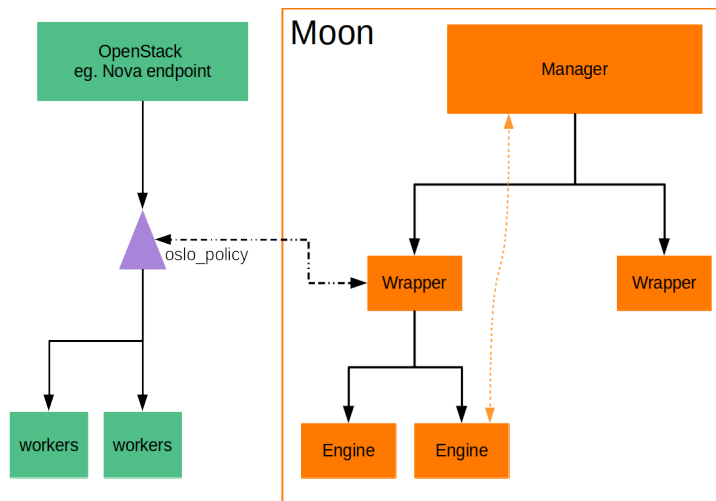 OpenStack
eg. Nova endpoint
Moon
Manager
oslo_policy
Wrapper
Wrapper
workers
workers
Engine
Engine